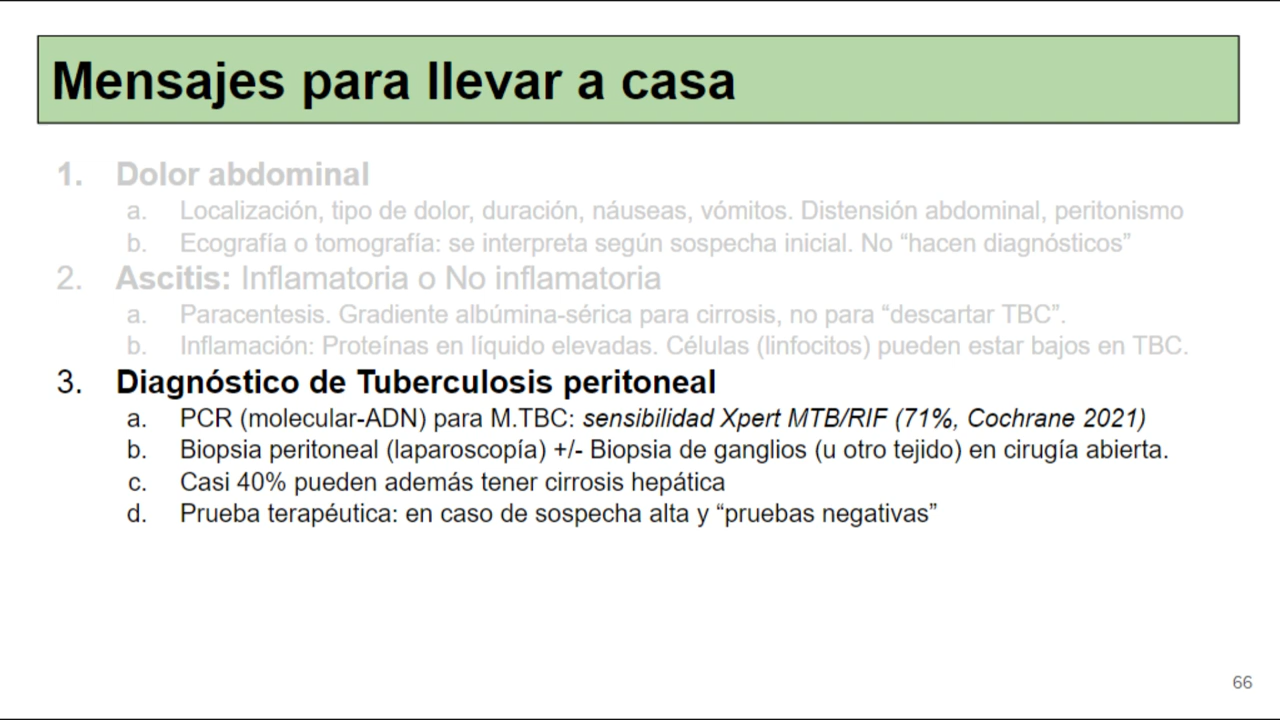 Mensajes para llevar a casa
1. Dolor abdominal
a. Localización, tipo de dolor, duración, náuseas, vómitos. Distensión abdominal, peritonismo
b. Ecografía o tomografía: se interpreta según sospecha inicial. No “hacen diagnósticos”
2. Ascitis: Inflamatoria o No inflamatoria
a. Paracentesis. Gradiente albúmina-sérica para cirrosis, no para “descartar TBC”.
b. Inflamación: Proteínas en líquido elevadas. Células (linfocitos) pueden estar bajos en TBC.
3. Diagnóstico de Tuberculosis peritoneal
a. PCR (molecular-ADN) para M.TBC: sensibilidad Xpert MTB/RIF (71%, Cochrane 2021)
b. Biopsia peritoneal (laparoscopía) +/- Biopsia de ganglios (u otro tejido) en cirugía abierta.
c. Casi 40% pueden además tener cirrosis hepática
d. Prueba terapéutica: en caso de sospecha alta y “pruebas negativas”
66